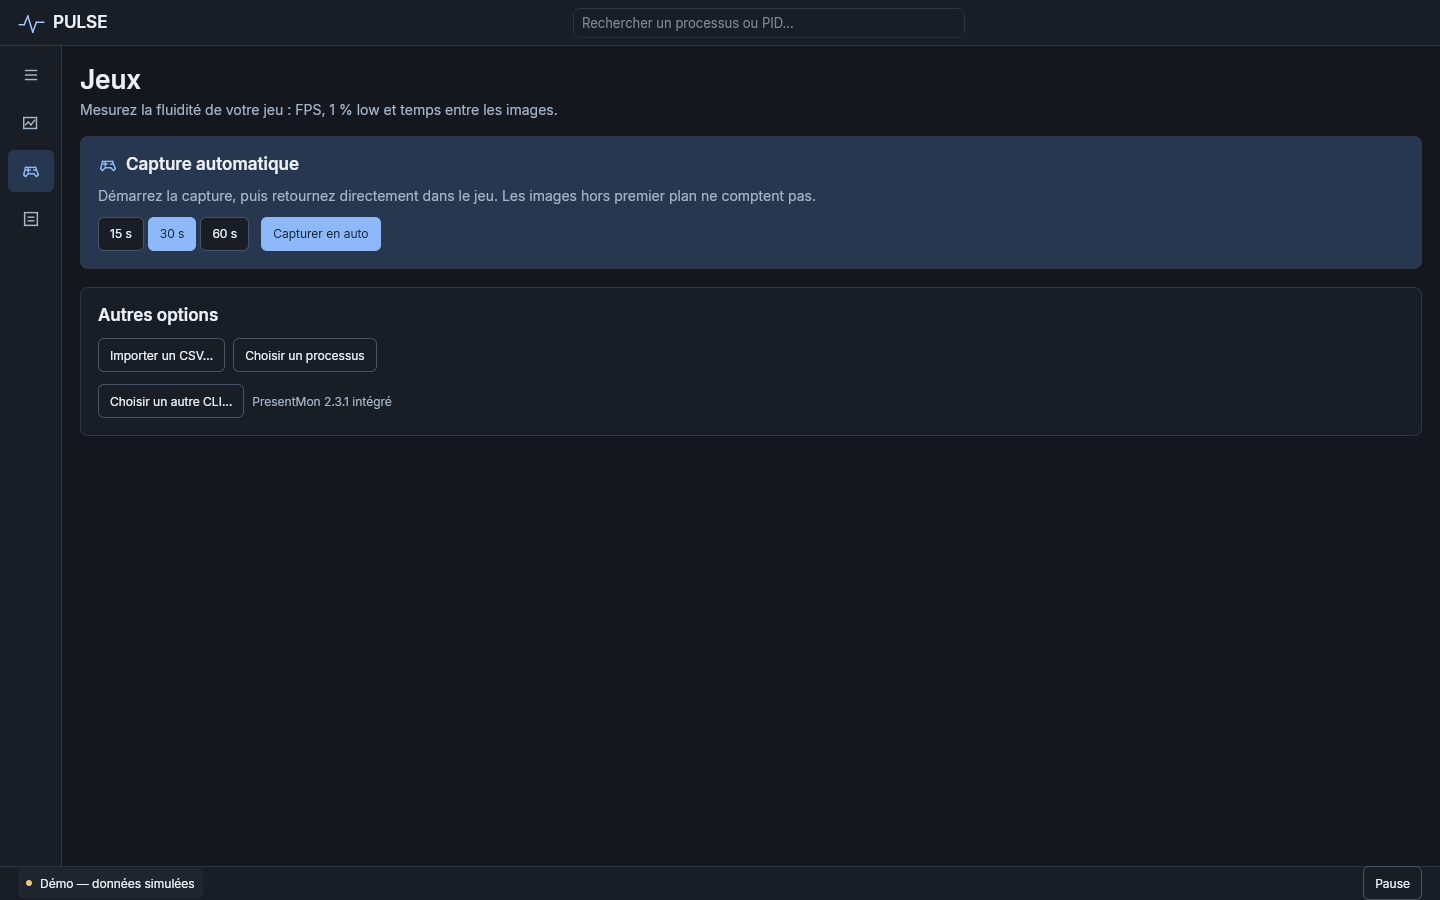 PULSE
Rechercher un processus ou PID...
Jeux
Mesurez la fluidité de votre jeu : FPS, 1 % low et temps entre les images.
Capture automatique
Démarrez la capture, puis retournez directement dans le jeu. Les images hors premier plan ne comptent pas.
15 s 30 s 60 s Capturer en auto
Autres options
Importer un CSV... Choisir un processus
Choisir un autre CLI... PresentMon 2.3.1 intégré
Démo — données simulées Pause